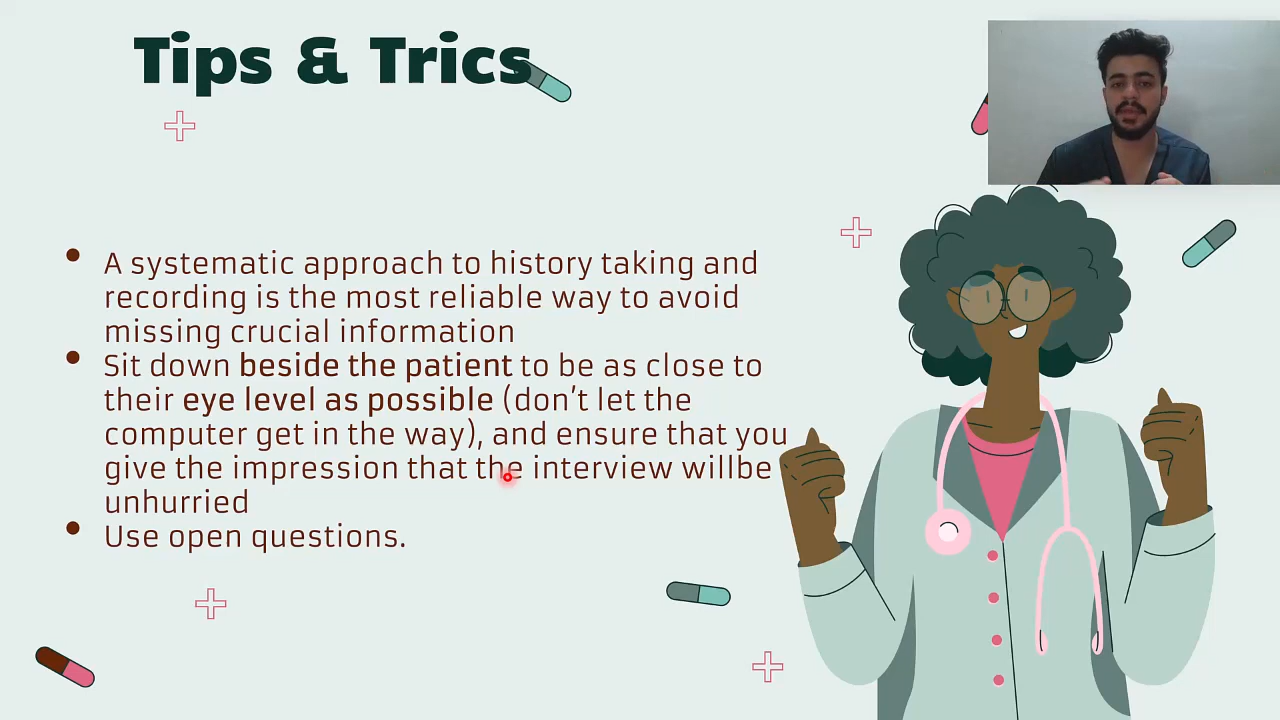 Tips & Trics
A systematic approach to history taking and
recording is the most reliable way to avoid
missing crucial information
Sit down beside the patient to be as close to
their eye level as possible (don’t let the
computer get in the way), and ensure that you
give the impression that the interview willbe
unhurried
Use open questions.